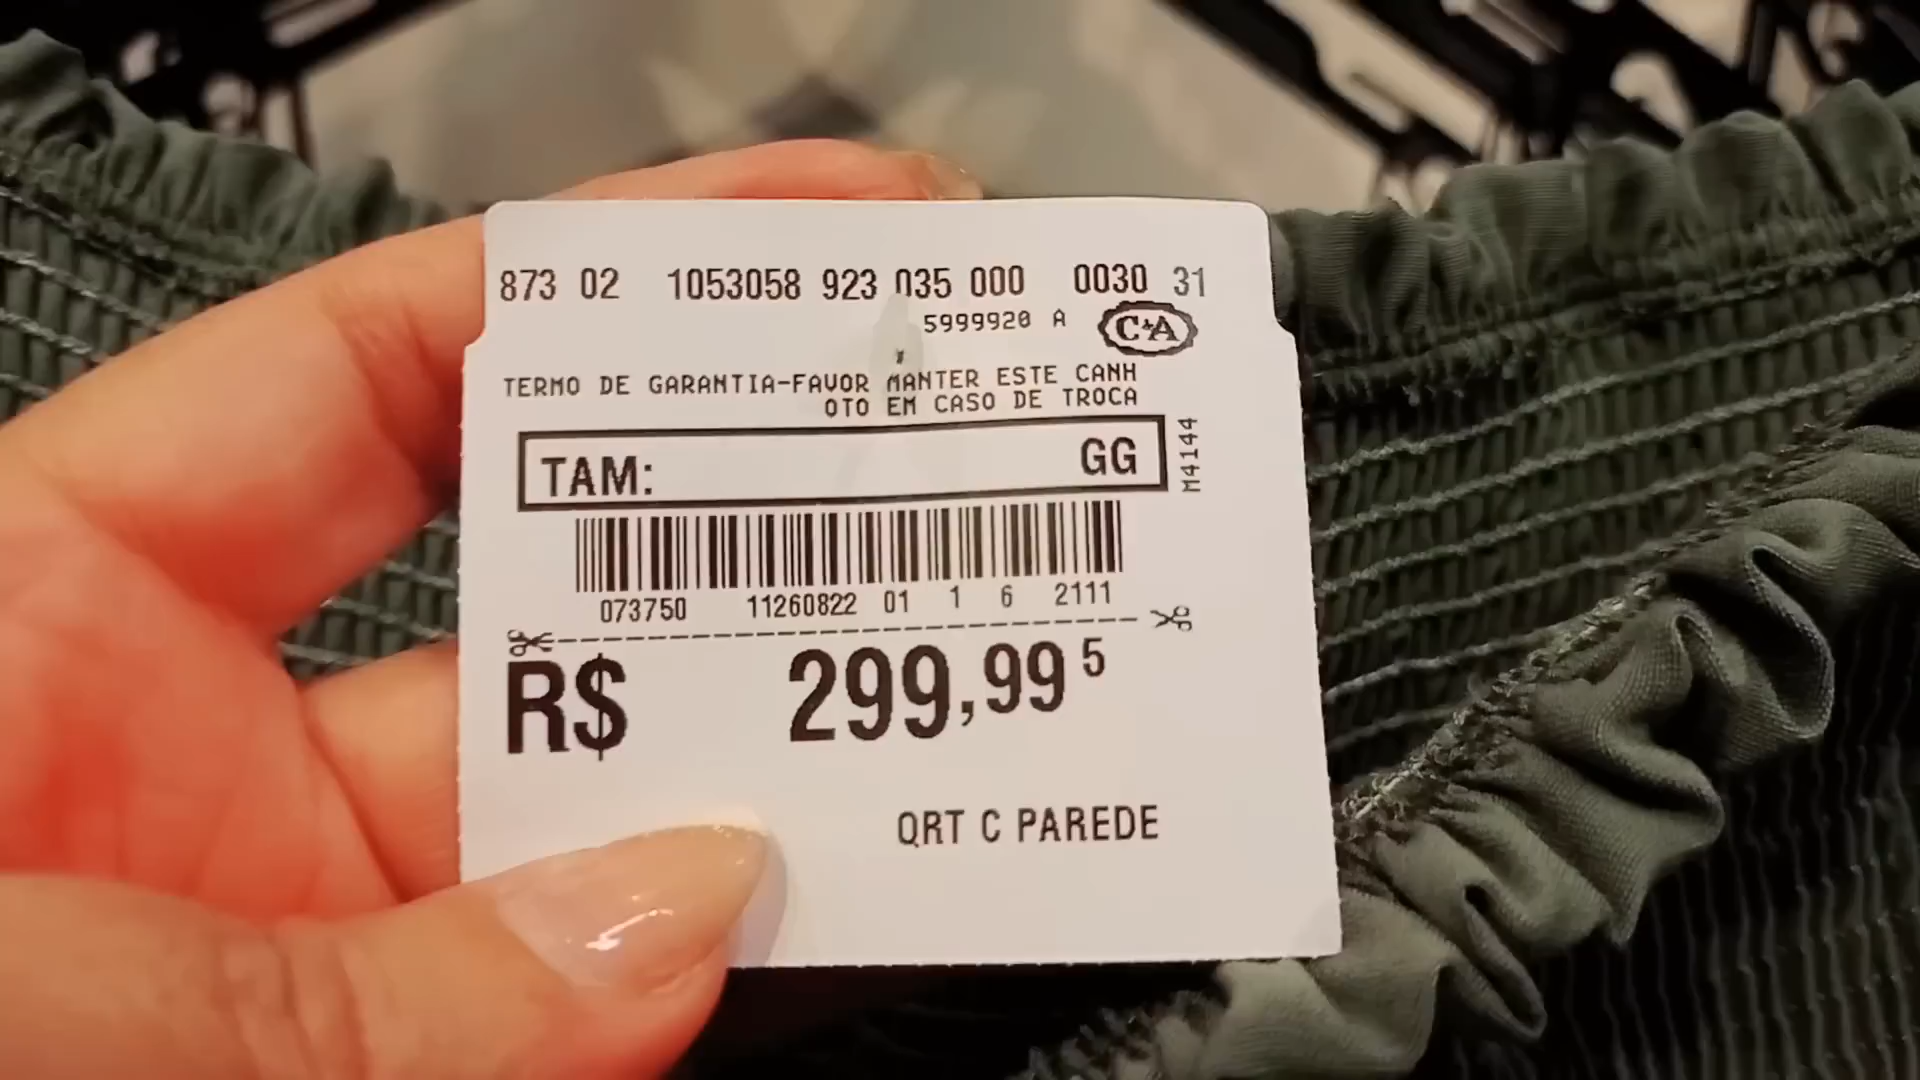 873 02 1053058 923 035 000 0030 31
5999920 A
C&A
TERMO DE GARANTIA-FAVOR MANTER ESTE CANH
OTO EM CASO DE TROCA
TAM: GG
M4144
073750 11260822 01 1 6 2111
R$ 299,99 5
QRT C PAREDE